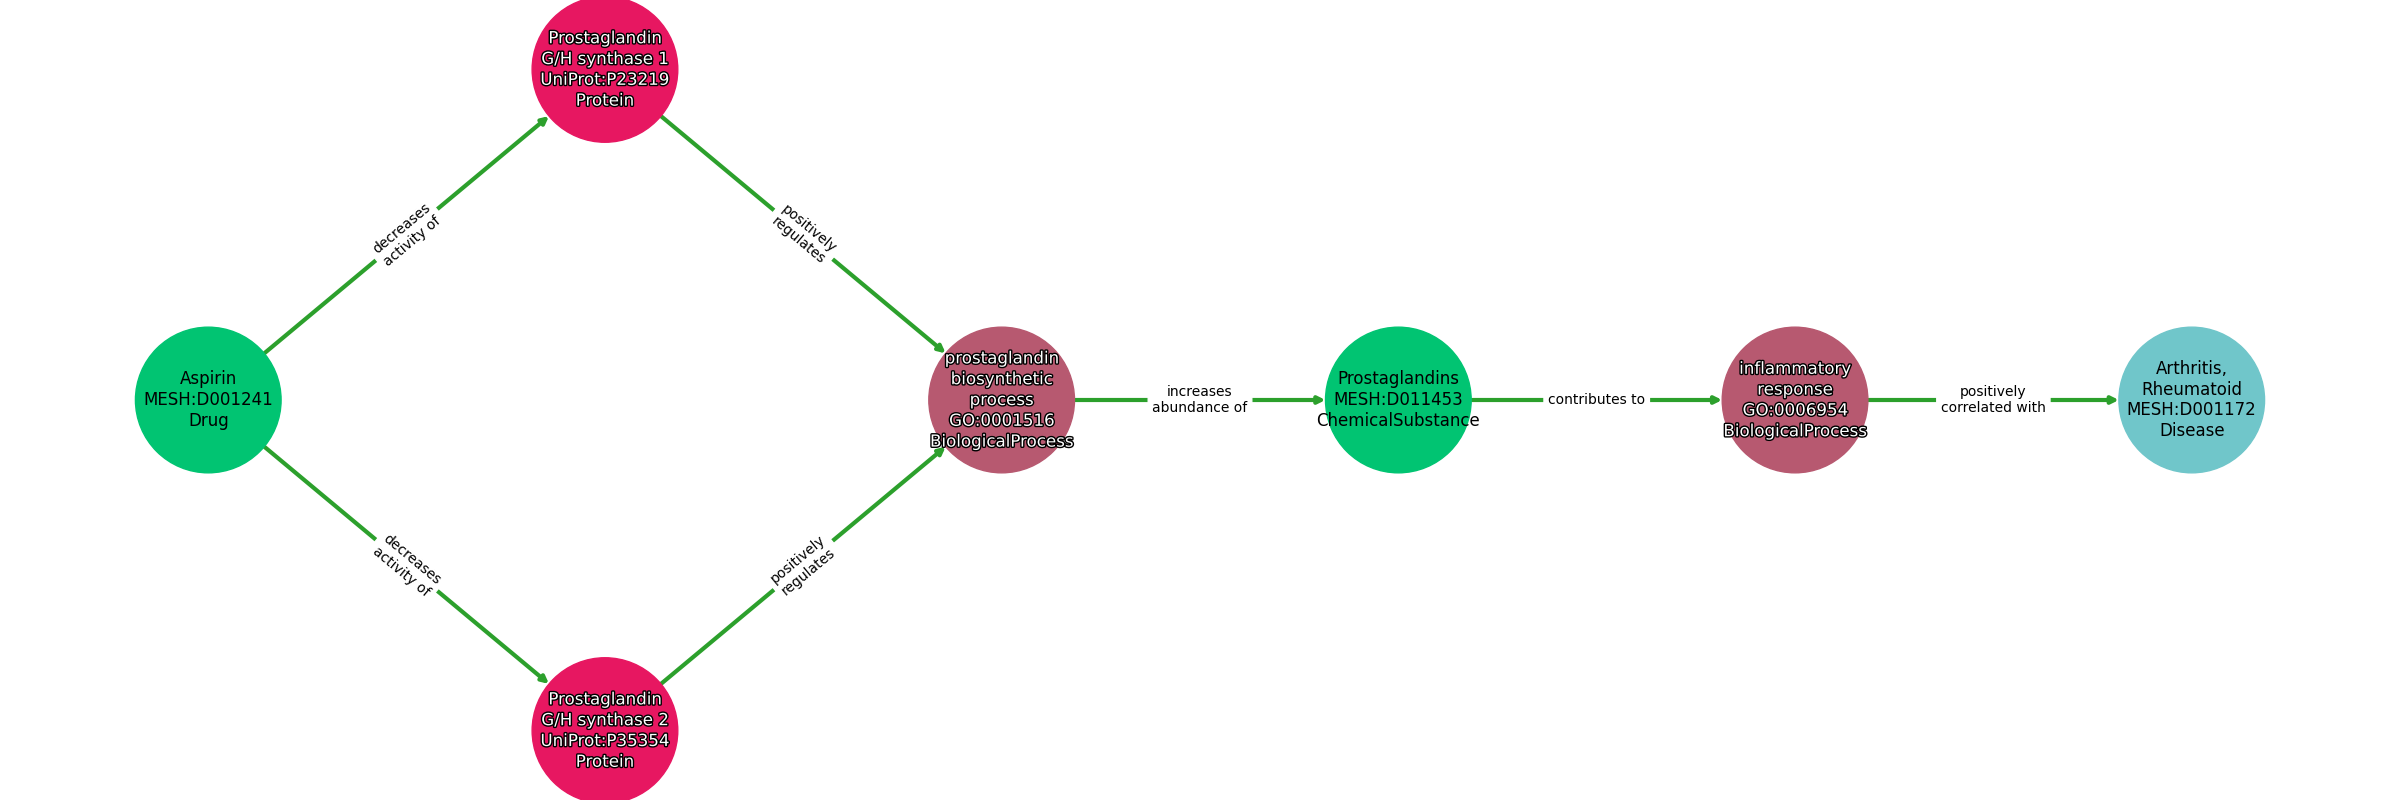 Prostaglandin
G/H synthase 1
UniProt:P23219
Protein
decreases
activity of
positively
regulates
Aspirin
MESH:D001241
Drug
prostaglandin
biosynthetic
process
GO:0001516
BiologicalProcess
increases
abundance of
Prostaglandins
MESH:D011453
ChemicalSubstance
contributes to
inflammatory
response
GO:0006954
BiologicalProcess
positively
correlated with
Arthritis,
Rheumatoid
MESH:D001172
Disease
decreases
activity of
positively
regulates
Prostaglandin
G/H synthase 2
UniProt:P35354
Protein